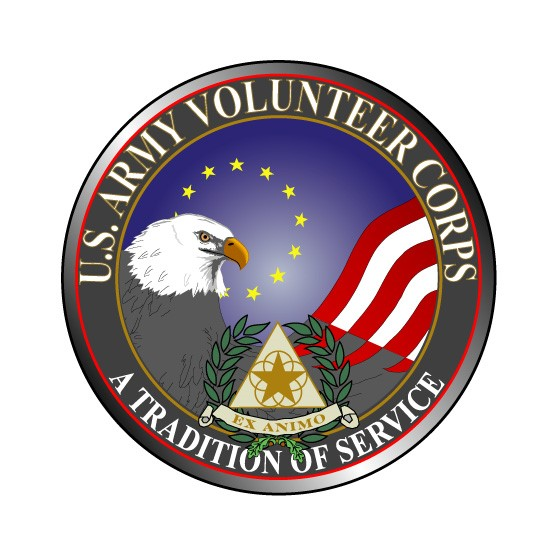 U.S. ARMY VOLUNTEER CORPS
EX ANIMO
A TRADITION OF SERVICE